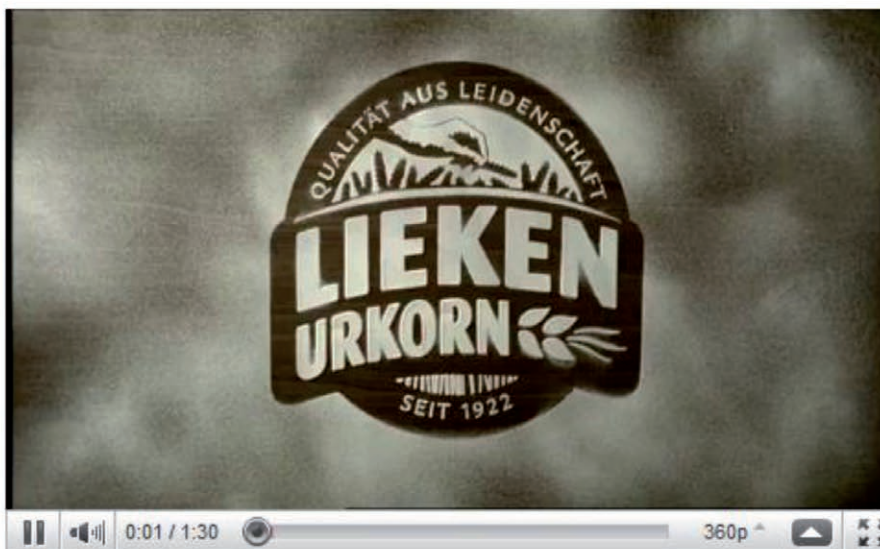 QUALITÄT AUS LEIDENSCHAFT
LIEKEN
URKORN
SEIT 1922
0:01 / 1:30
360p